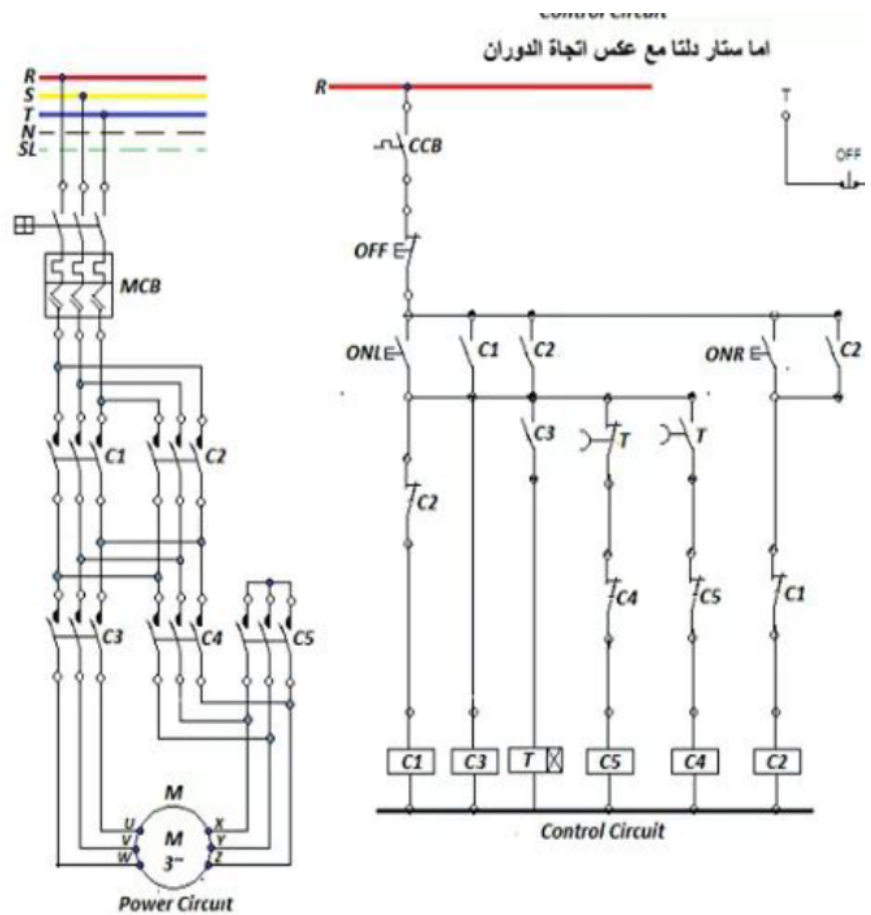 Control Circuit
اما ستار دلتا مع عكس اتجاة الدوران
R
S
T
N
SL
MCB
C1
C2
C3
C4
C5
M
U
V
W
M
3~
X
Y
Z
Power Circuit
R
CCB
OFF
ONL
C1
C2
ONR
C2
C3
T
T
C2
C4
C5
C1
C1
C3
T
C5
C4
C2
Control Circuit
T
OFF